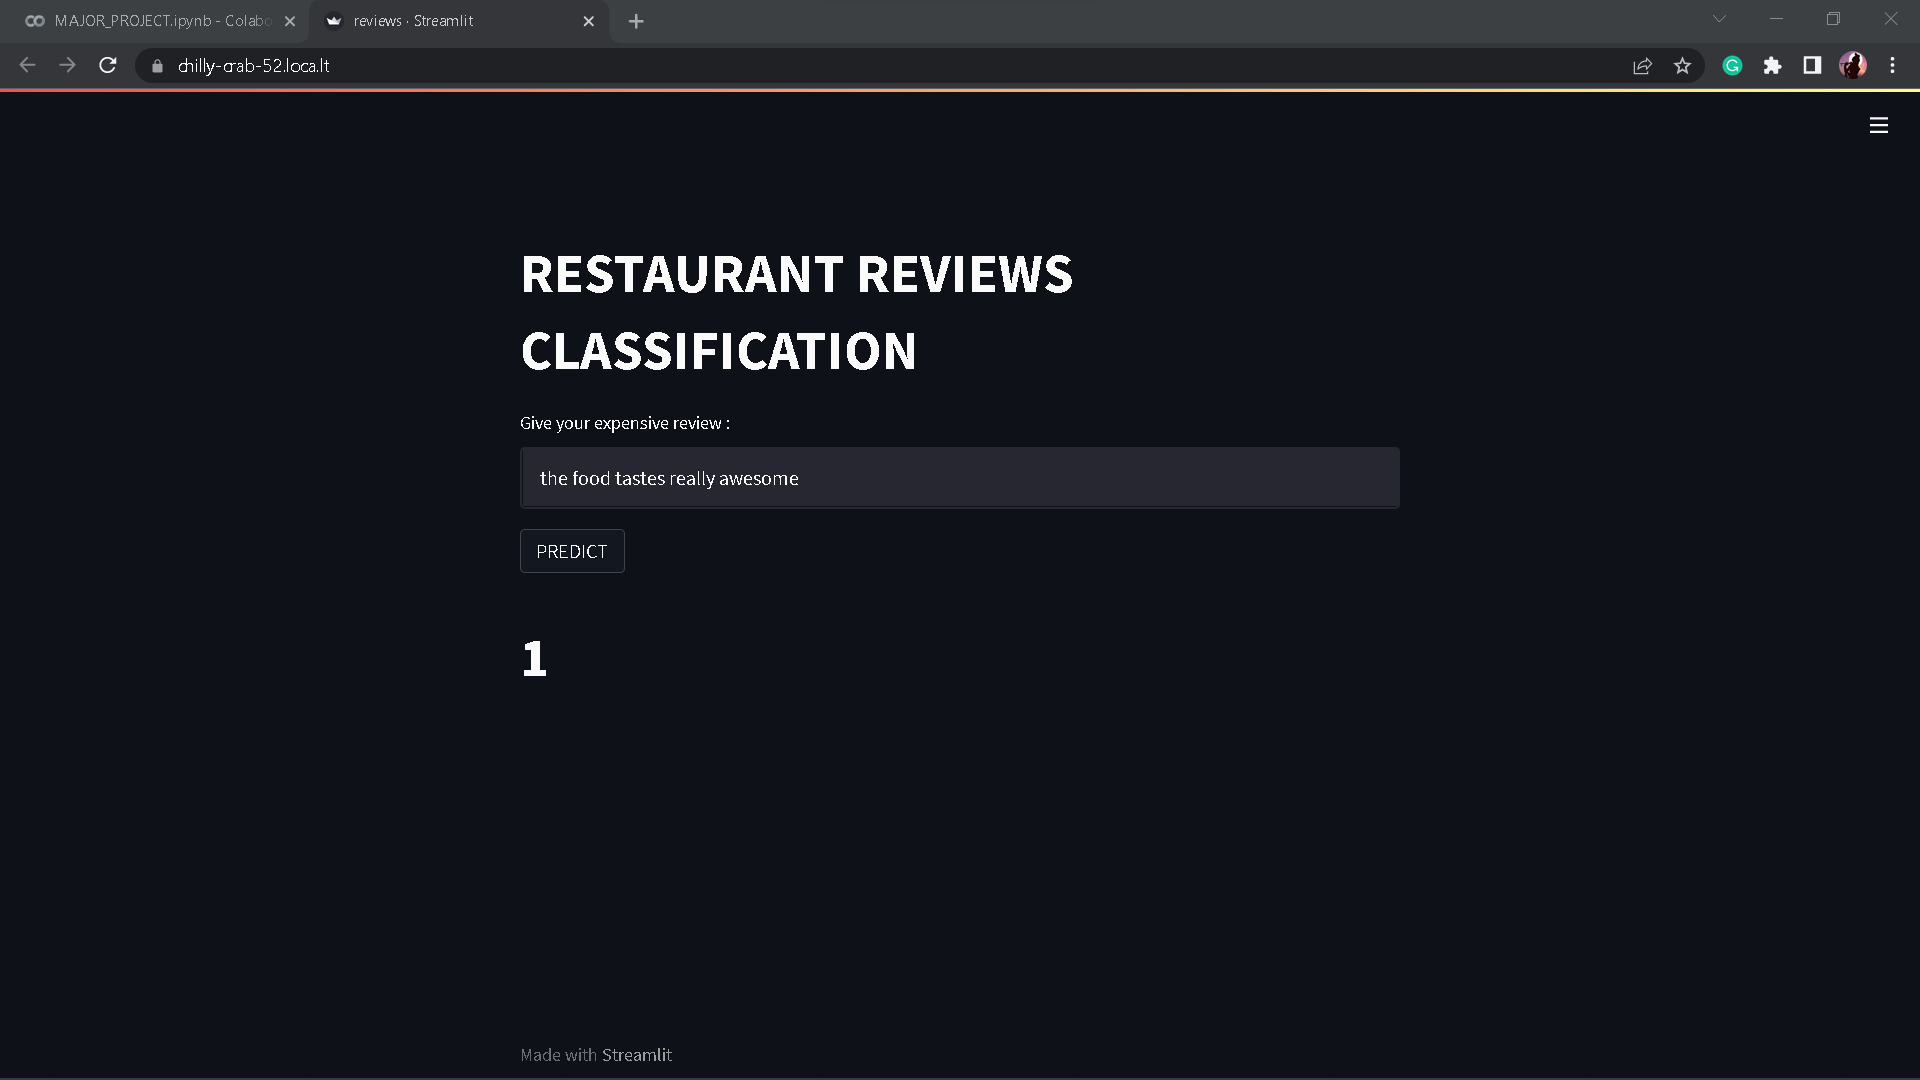 MAJOR_PROJECT.ipynb - Colabo
reviews · Streamlit
chilly-crab-52.loca.lt
RESTAURANT REVIEWS
CLASSIFICATION
Give your expensive review :
the food tastes really awesome
PREDICT
1
Made with Streamlit